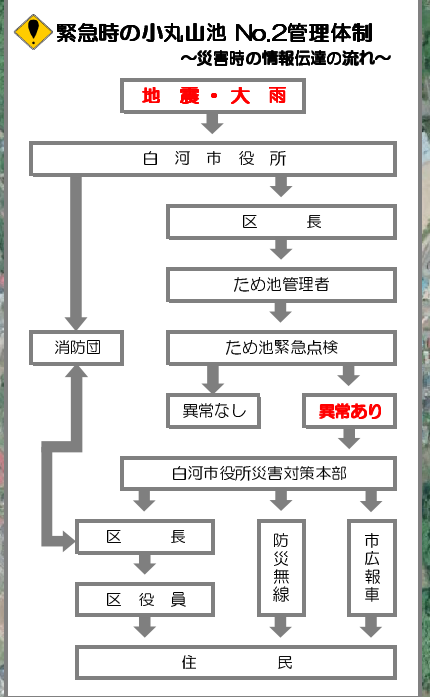 緊急時の小丸山池 No.2管理体制
～災害時の情報伝達の流れ～
地 震・大 雨
白 河 市 役 所
区 長
ため池管理者
消防団
ため池緊急点検
異常なし
異常あり
白河市役所災害対策本部
区 長
防災無線
市広報車
区 役 員
住 民